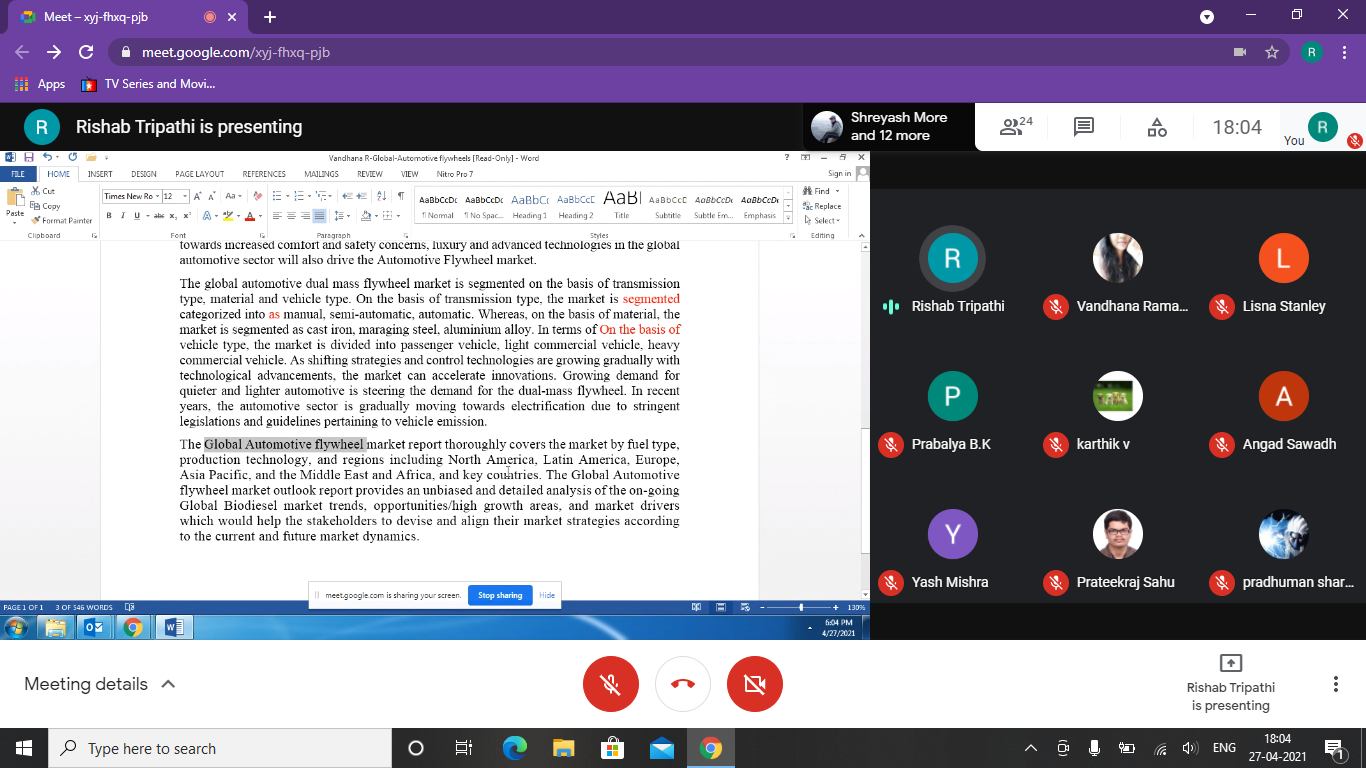 Meet – xyj-fhxq-pjb
meet.google.com/xyj-fhxq-pjb
R
Apps
TV Series and Movi...
R
Rishab Tripathi is presenting
Shreyash More
and 12 more
24
18:04
You
R
Vandhana R-Global-Automotive flywheels [Read-Only] - Word
FILE HOME INSERT DESIGN PAGE LAYOUT REFERENCES MAILINGS REVIEW VIEW Nitro Pro 7
Sign in
Paste
Cut
Copy
Format Painter
Clipboard
Times New Ro 12
Font
Paragraph
AaBbCcDc AaBbCcDc AaBbCc AaBbCcE AaB AaBbCcC AaBbCcDt AaBbCcDt
¶ Normal ¶ No Spac... Heading 1 Heading 2 Title Subtitle Subtle Em... Emphasis
Styles
Find
Replace
Select
Editing
towards increased comfort and safety concerns, luxury and advanced technologies in the global
automotive sector will also drive the Automotive Flywheel market.
The global automotive dual mass flywheel market is segmented on the basis of transmission
type, material and vehicle type. On the basis of transmission type, the market is segmented
categorized into as manual, semi-automatic, automatic. Whereas, on the basis of material, the
market is segmented as cast iron, maraging steel, aluminium alloy. In terms of On the basis of
vehicle type, the market is divided into passenger vehicle, light commercial vehicle, heavy
commercial vehicle. As shifting strategies and control technologies are growing gradually with
technological advancements, the market can accelerate innovations. Growing demand for
quieter and lighter automotive is steering the demand for the dual-mass flywheel. In recent
years, the automotive sector is gradually moving towards electrification due to stringent
legislations and guidelines pertaining to vehicle emission.
The Global Automotive flywheel market report thoroughly covers the market by fuel type,
production technology, and regions including North America, Latin America, Europe,
Asia Pacific, and the Middle East and Africa, and key countries. The Global Automotive
flywheel market outlook report provides an unbiased and detailed analysis of the on-going
Global Biodiesel market trends, opportunities/high growth areas, and market drivers
which would help the stakeholders to devise and align their market strategies according
to the current and future market dynamics.
meet.google.com is sharing your screen.
Stop sharing
Hide
PAGE 1 OF 1 3 OF 546 WORDS
130%
6:04 PM
4/27/2021
R
Rishab Tripathi
Vandhana Rama...
L
Lisna Stanley
P
Prabalya B.K
karthik v
A
Angad Sawadh
Y
Yash Mishra
Prateekraj Sahu
pradhuman shar...
Meeting details
Rishab Tripathi
is presenting
Type here to search
ENG
18:04
27-04-2021
1